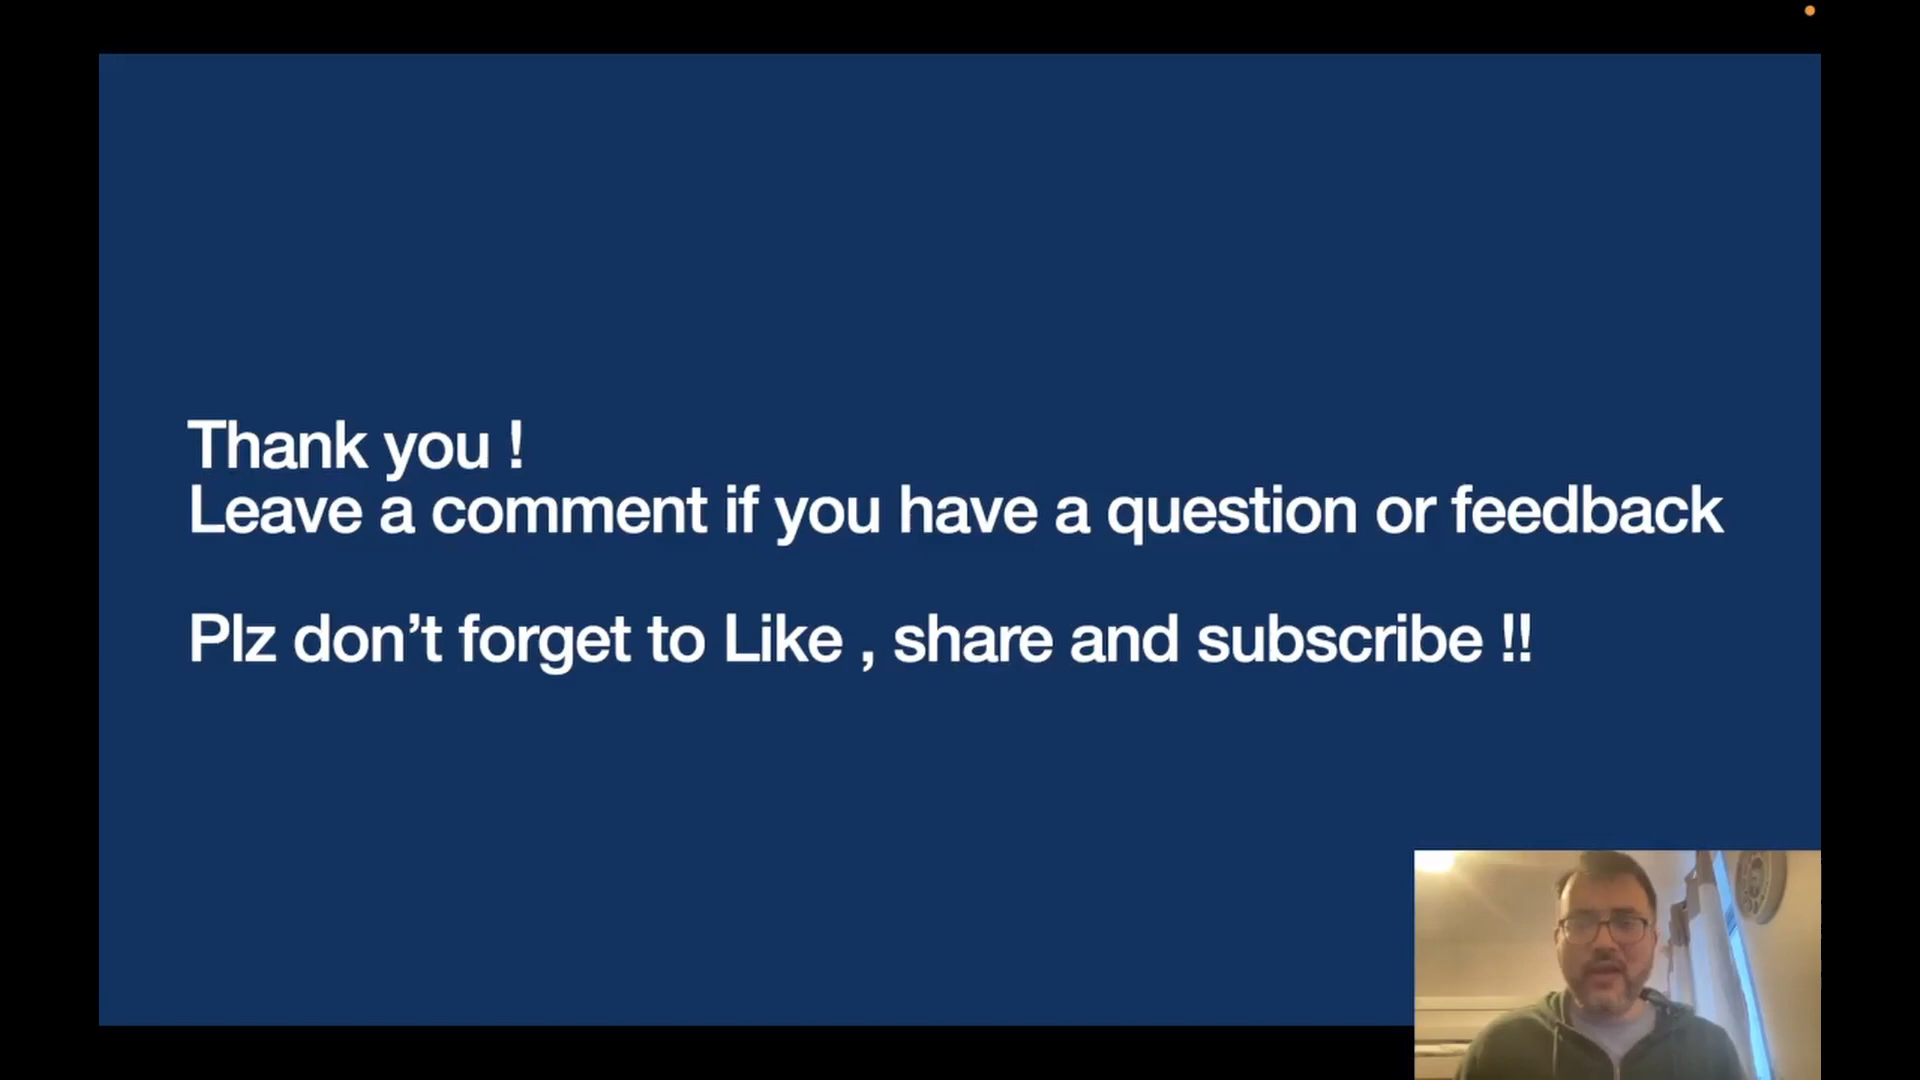 Thank you !
Leave a comment if you have a question or feedback
Plz don’t forget to Like , share and subscribe !!